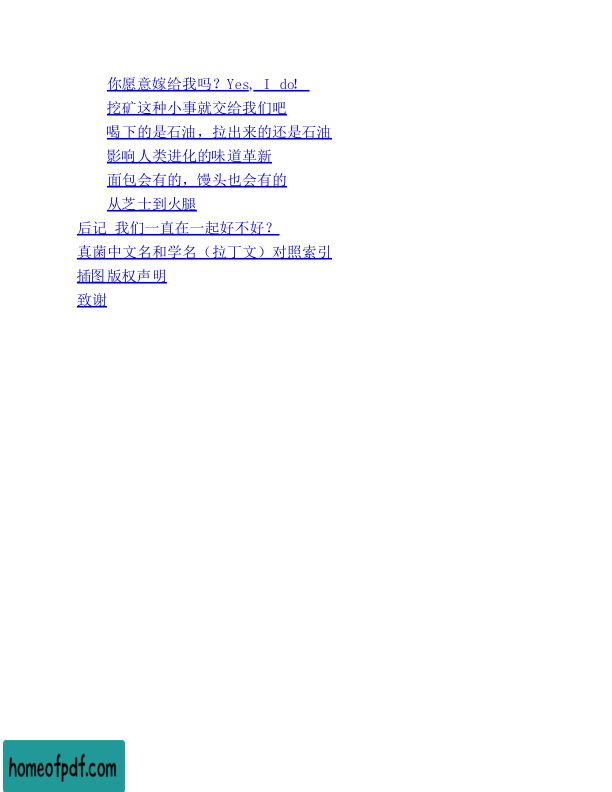 你愿意嫁给我吗？Yes, I do!
挖矿这种小事就交给我们吧
喝下的是石油，拉出来的还是石油
影响人类进化的味道革新
面包会有的，馒头也会有的
从芝士到火腿
后记 我们一直在一起好不好？
真菌中文名和学名（拉丁文）对照索引
插图版权声明
致谢
homeofpdf.com